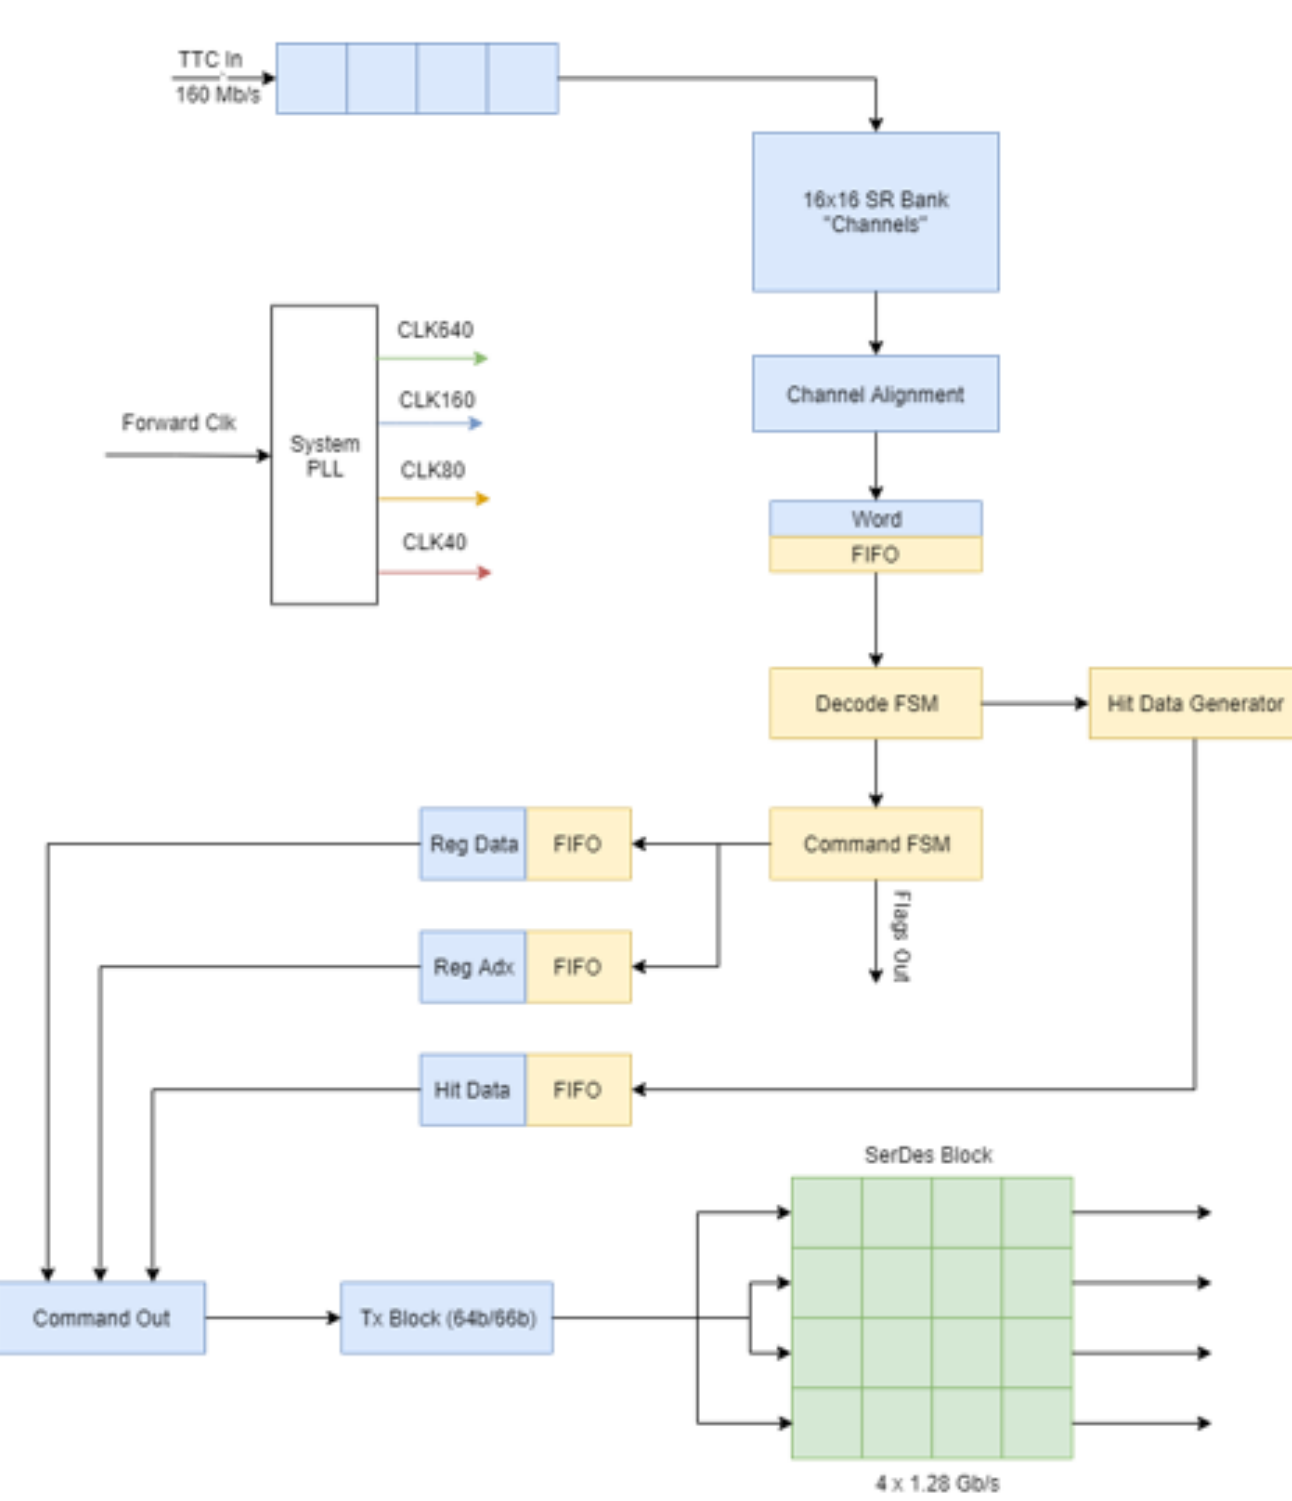 TTC In
160 Mb/s
16x16 SR Bank
"Channels"
CLK640
Channel Alignment
CLK160
Forward Clk
System
PLL
CLK80
Word
CLK40
FIFO
Decode FSM
Hit Data Generator
Reg Data
FIFO
Command FSM
Flags Out
Reg Adx
FIFO
Hit Data
FIFO
SerDes Block
Command Out
Tx Block (64b/66b)
4 x 1.28 Gb/s